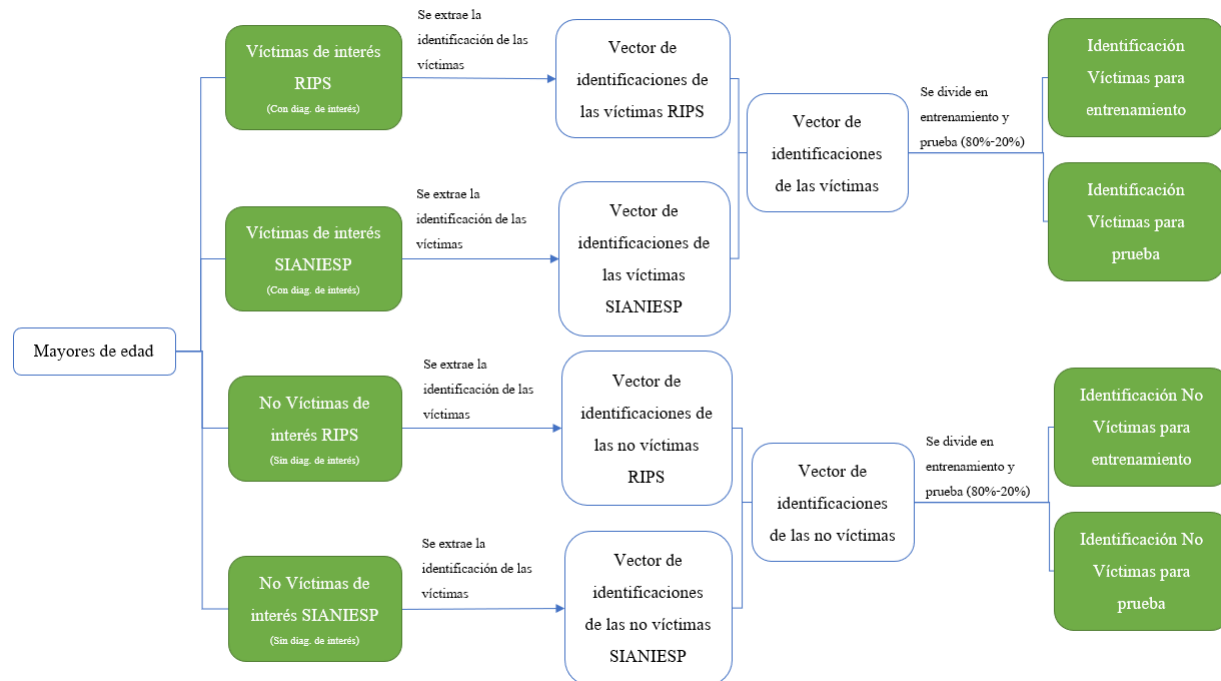 Mayores de edad
Víctimas de interés
RIPS
(Con diag. de interés)
Se extrae la
identificación de las
víctimas
Vector de
identificaciones de
las víctimas RIPS
Víctimas de interés
SIANIESP
(Con diag. de interés)
Se extrae la
identificación de las
víctimas
Vector de
identificaciones de
las víctimas
SIANIESP
Vector de
identificaciones
de las víctimas
Se divide en
entrenamiento y
prueba (80%-20%)
Identificación
Víctimas para
entrenamiento
Identificación
Víctimas para
prueba
No Víctimas de
interés RIPS
(Sin diag. de interés)
Se extrae la
identificación de las
víctimas
Vector de
identificaciones de
las no víctimas
RIPS
No Víctimas de
interés SIANIESP
(Sin diag. de interés)
Se extrae la
identificación de las
víctimas
Vector de
identificaciones
de las no víctimas
SIANIESP
Vector de
identificaciones
de las no víctimas
Se divide en
entrenamiento y
prueba (80%-20%)
Identificación No
Víctimas para
entrenamiento
Identificación No
Víctimas para
prueba